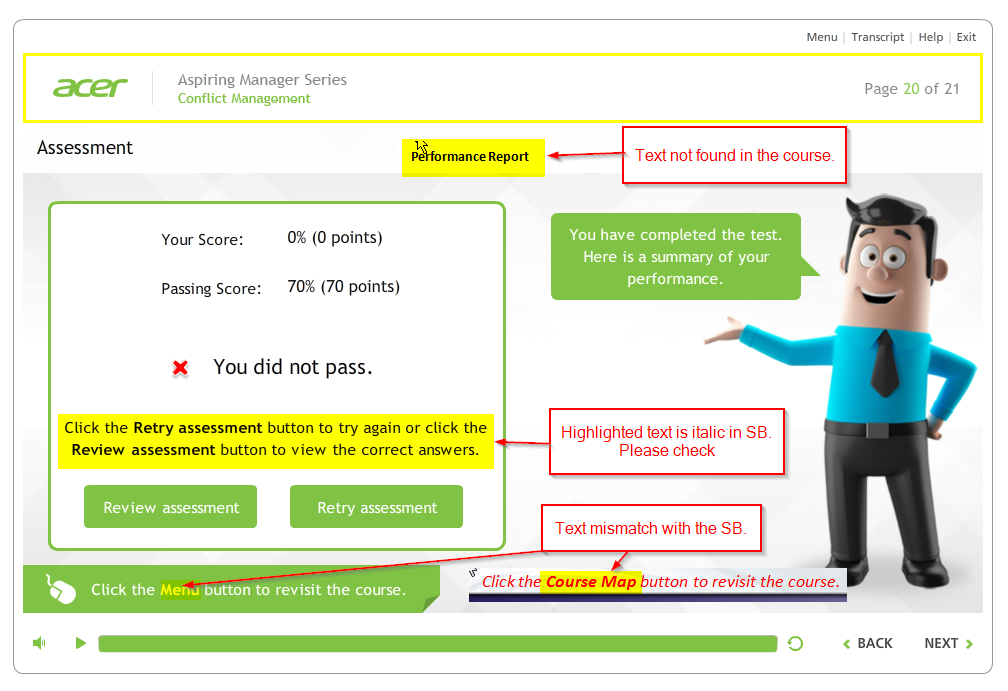 Menu | Transcript | Help | Exit
acer
Aspiring Manager Series
Conflict Management
Page 20 of 21
Assessment
Performance Report
Text not found in the course.
Your Score: 0% (0 points)
Passing Score: 70% (70 points)
You did not pass.
You have completed the test.
Here is a summary of your
performance.
Click the Retry assessment button to try again or click the
Review assessment button to view the correct answers.
Highlighted text is italic in SB.
Please check
Review assessment
Retry assessment
Text mismatch with the SB.
Click the Menu button to revisit the course.
Click the Course Map button to revisit the course.
BACK
NEXT